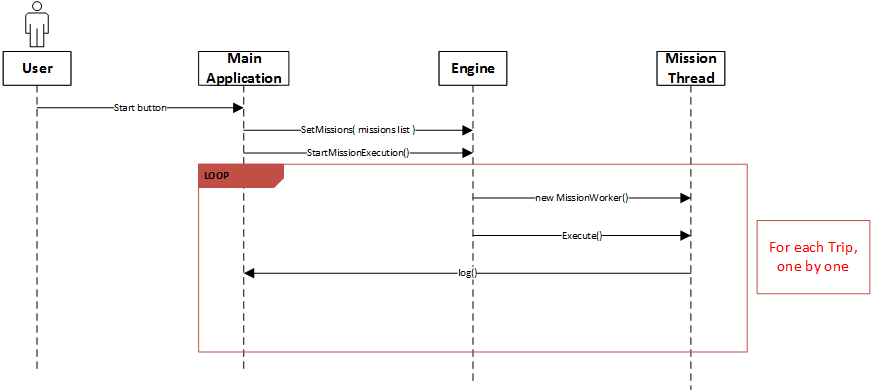 User
Main
Application
Engine
Mission
Thread
Start button
SetMissions( missions list )
StartMissionExecution()
LOOP
new MissionWorker()
Execute()
log()
For each Trip,
one by one